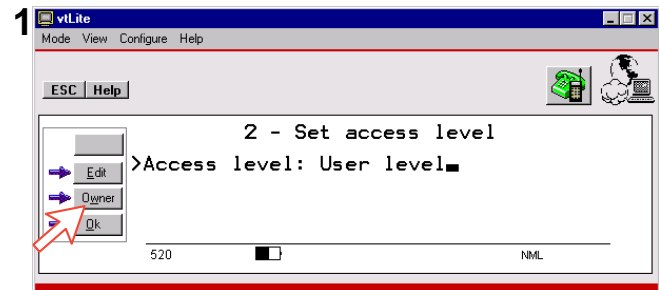 1
vtLite
Mode View Configure Help
ESC Help
2 - Set access level
>Access level: User level
Edit
Owner
Ok
520 NML